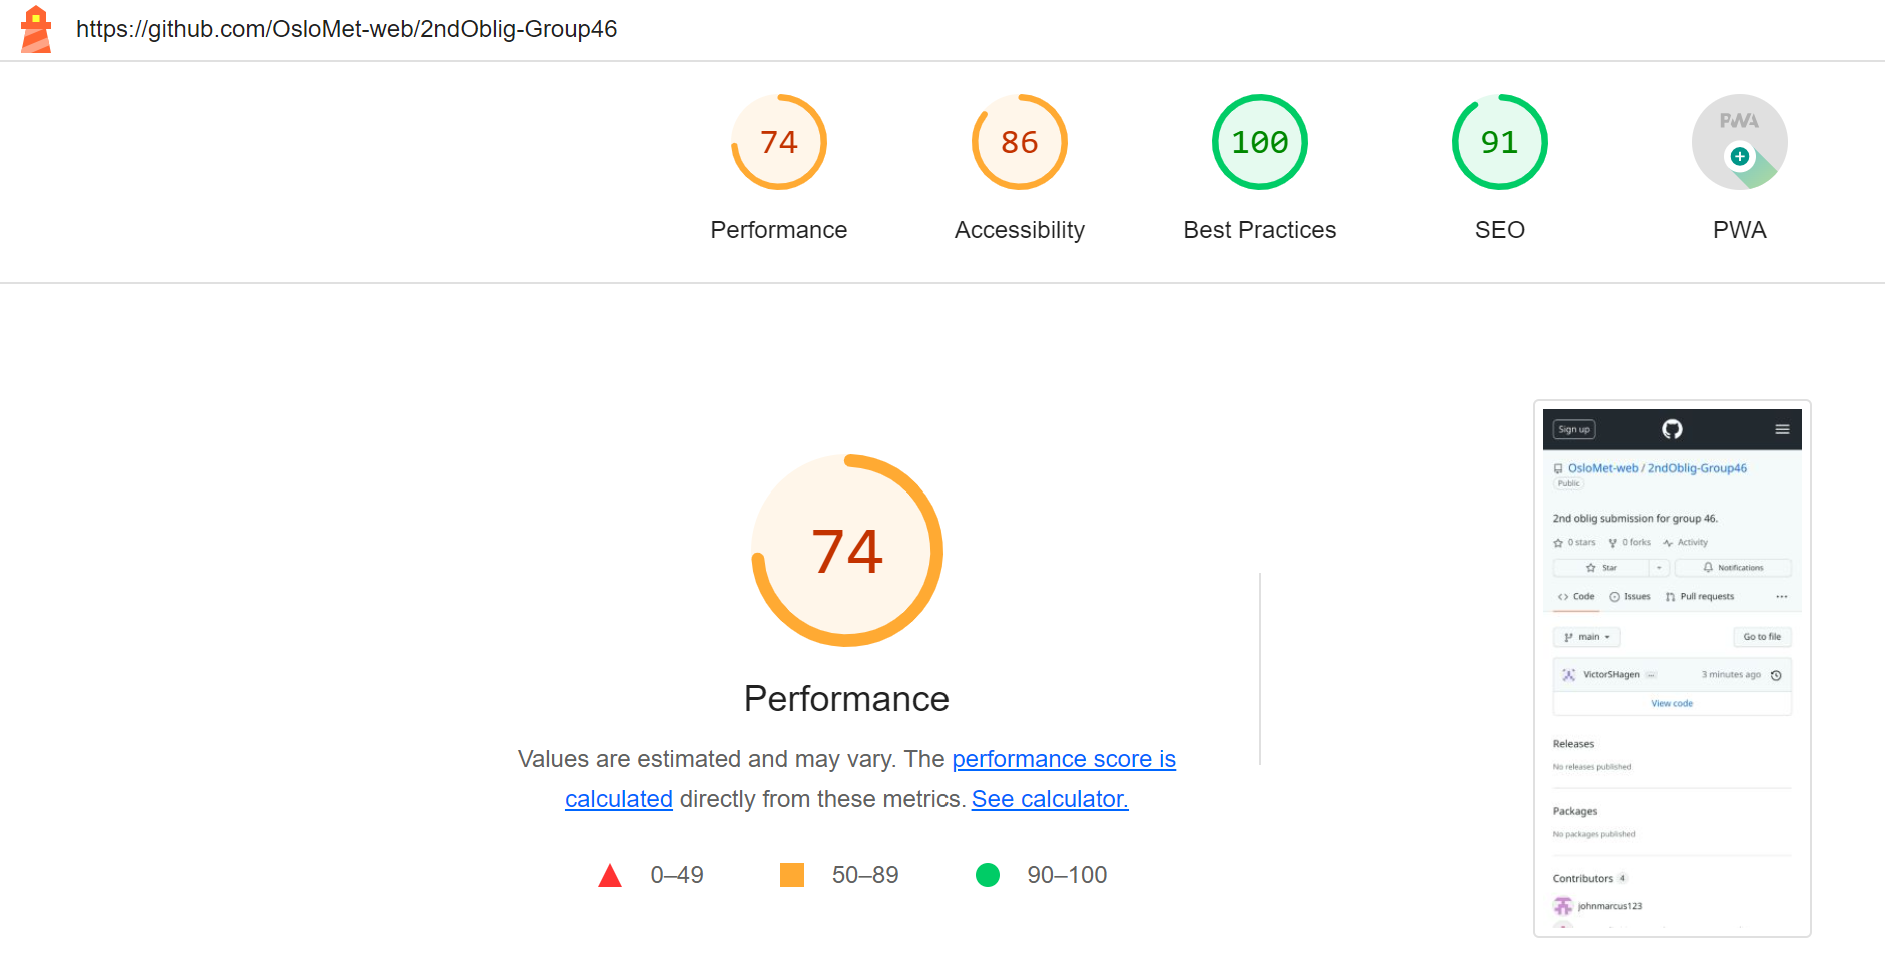 https://github.com/OsloMet-web/2ndOblig-Group46
74
86
100
91
PWA
Performance
Accessibility
Best Practices
SEO
PWA
74
Performance
Values are estimated and may vary. The performance score is
calculated directly from these metrics. See calculator.
0–49
50–89
90–100
Sign up
OsloMet-web / 2ndOblig-Group46
Public
2nd oblig submission for group 46.
0 stars 0 forks Activity
Star
Notifications
Code Issues Pull requests ...
main
Go to file
VictorSHagen ... 3 minutes ago
View code
Releases
No releases published
Packages
No packages published
Contributors 4
johnmarcus123